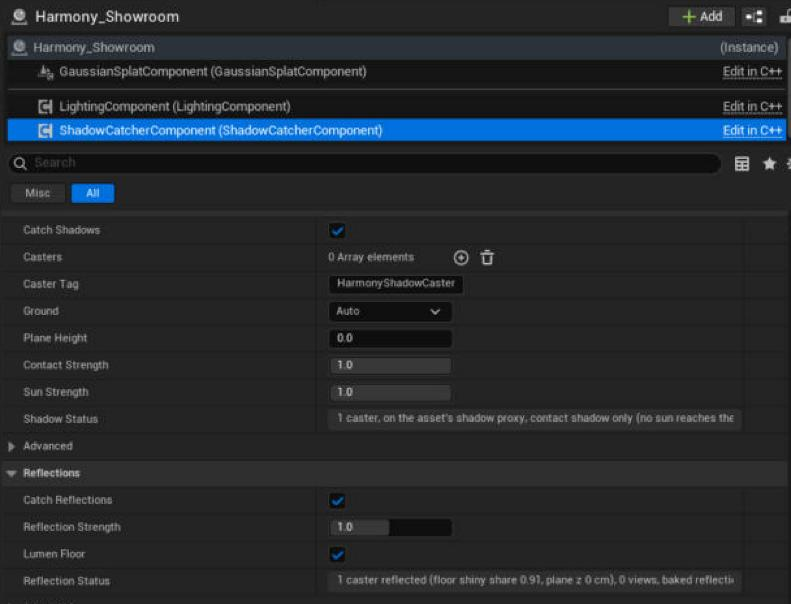 Harmony_Showroom
Add
Harmony_Showroom (Instance)
GaussianSplatComponent (GaussianSplatComponent) Edit in C++
LightingComponent (LightingComponent) Edit in C++
ShadowCatcherComponent (ShadowCatcherComponent) Edit in C++
Search
Misc All
Catch Shadows
Casters 0 Array elements
Caster Tag HarmonyShadowCaster
Ground Auto
Plane Height 0.0
Contact Strength 1.0
Sun Strength 1.0
Shadow Status 1 caster, on the asset's shadow proxy, contact shadow only (no sun reaches the
Advanced
Reflections
Catch Reflections
Reflection Strength 1.0
Lumen Floor
Reflection Status 1 caster reflected (floor shiny share 0.91, plane z 0 cm), 0 views, baked reflecti